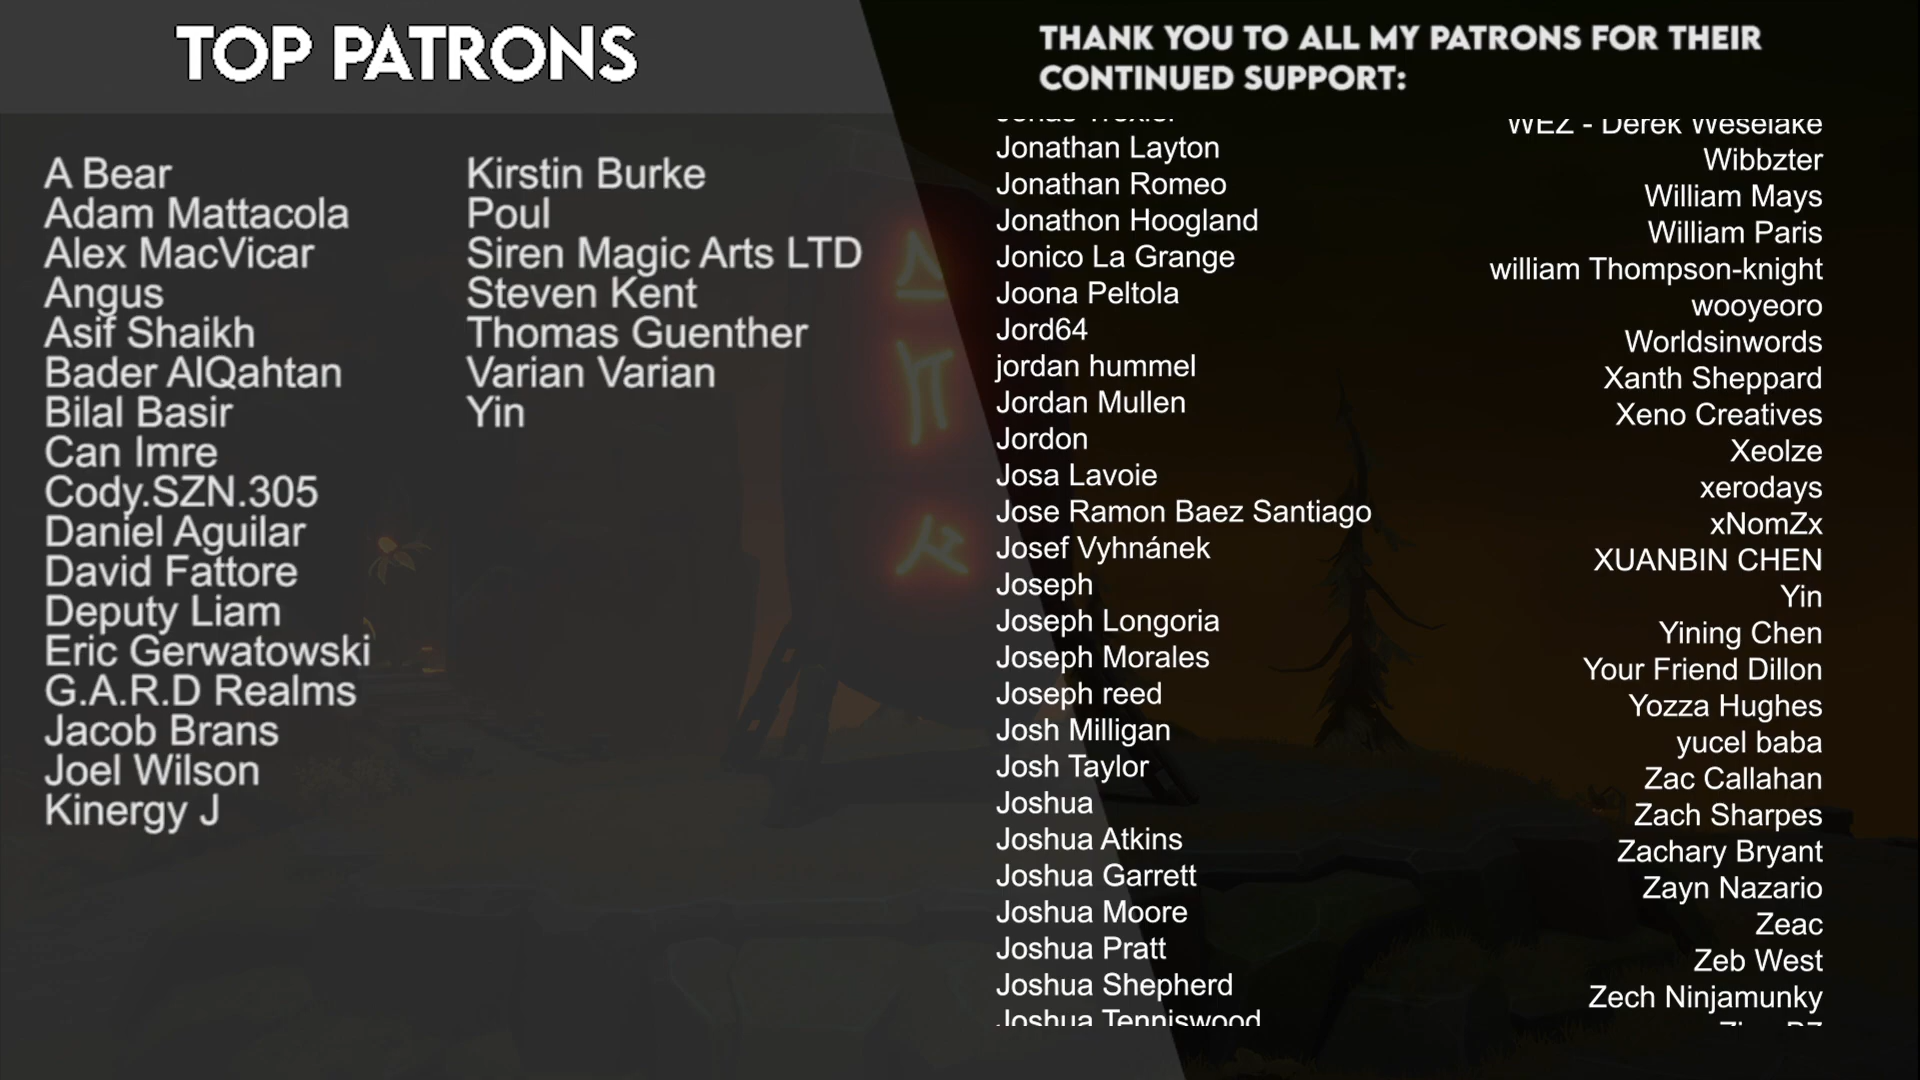 TOP PATRONS
A Bear
Adam Mattacola
Alex MacVicar
Angus
Asif Shaikh
Bader AlQahtan
Bilal Basir
Can Imre
Cody.SZN.305
Daniel Aguilar
David Fattore
Deputy Liam
Eric Gerwatowski
G.A.R.D Realms
Jacob Brans
Joel Wilson
Kinergy J
Kirstin Burke
Poul
Siren Magic Arts LTD
Steven Kent
Thomas Guenther
Varian Varian
Yin
THANK YOU TO ALL MY PATRONS FOR THEIR
CONTINUED SUPPORT:
Jonathan Layton
Jonathan Romeo
Jonathon Hoogland
Jonico La Grange
Joona Peltola
Jord64
jordan hummel
Jordan Mullen
Jordon
Josa Lavoie
Jose Ramon Baez Santiago
Josef Vyhnánek
Joseph
Joseph Longoria
Joseph Morales
Joseph reed
Josh Milligan
Josh Taylor
Joshua
Joshua Atkins
Joshua Garrett
Joshua Moore
Joshua Pratt
Joshua Shepherd
Joshua Tenniswood
WEZ - Derek Weselake
Wibbzter
William Mays
William Paris
william Thompson-knight
wooyeoro
Worldsinwords
Xanth Sheppard
Xeno Creatives
Xeolze
xerodays
xNomZx
XUANBIN CHEN
Yin
Yining Chen
Your Friend Dillon
Yozza Hughes
yucel baba
Zac Callahan
Zach Sharpes
Zachary Bryant
Zayn Nazario
Zeac
Zeb West
Zech Ninjamunky